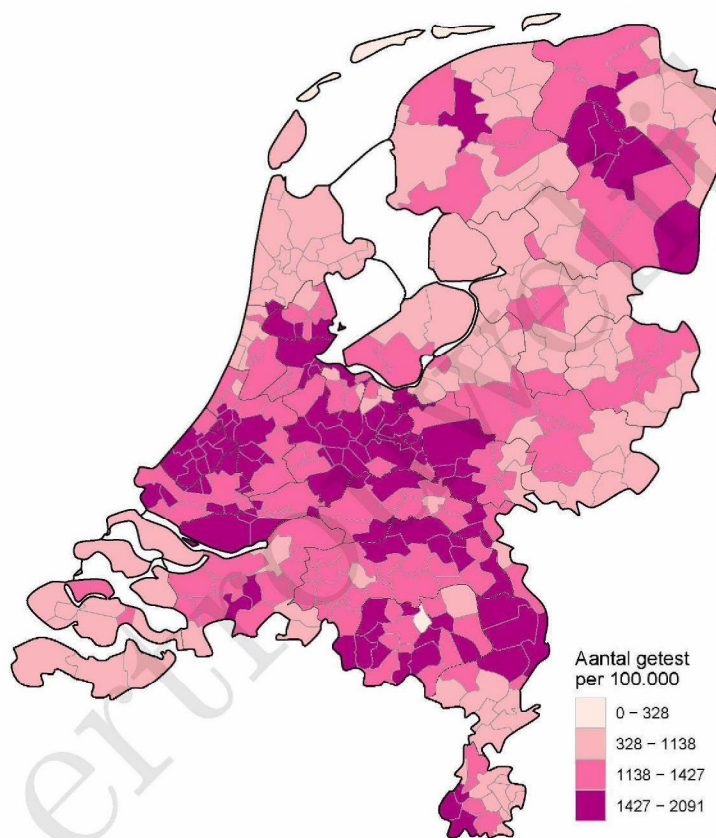 Aantal getest
per 100.000
0 – 328
328 – 1138
1138 – 1427
1427 – 2091